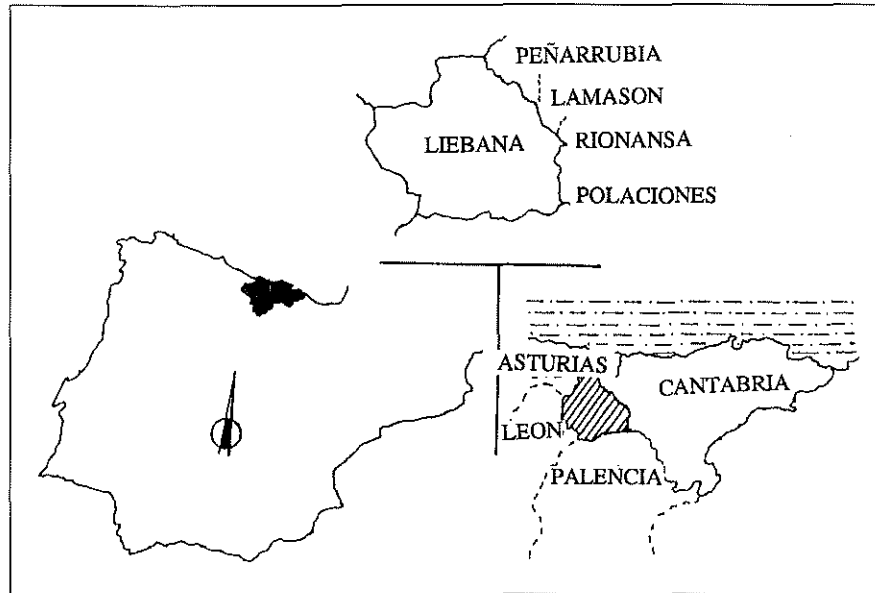 PEÑARRUBIA
LAMASON
LIEBANA
RIONANSA
POLACIONES
ASTURIAS
CANTABRIA
LEON
PALENCIA